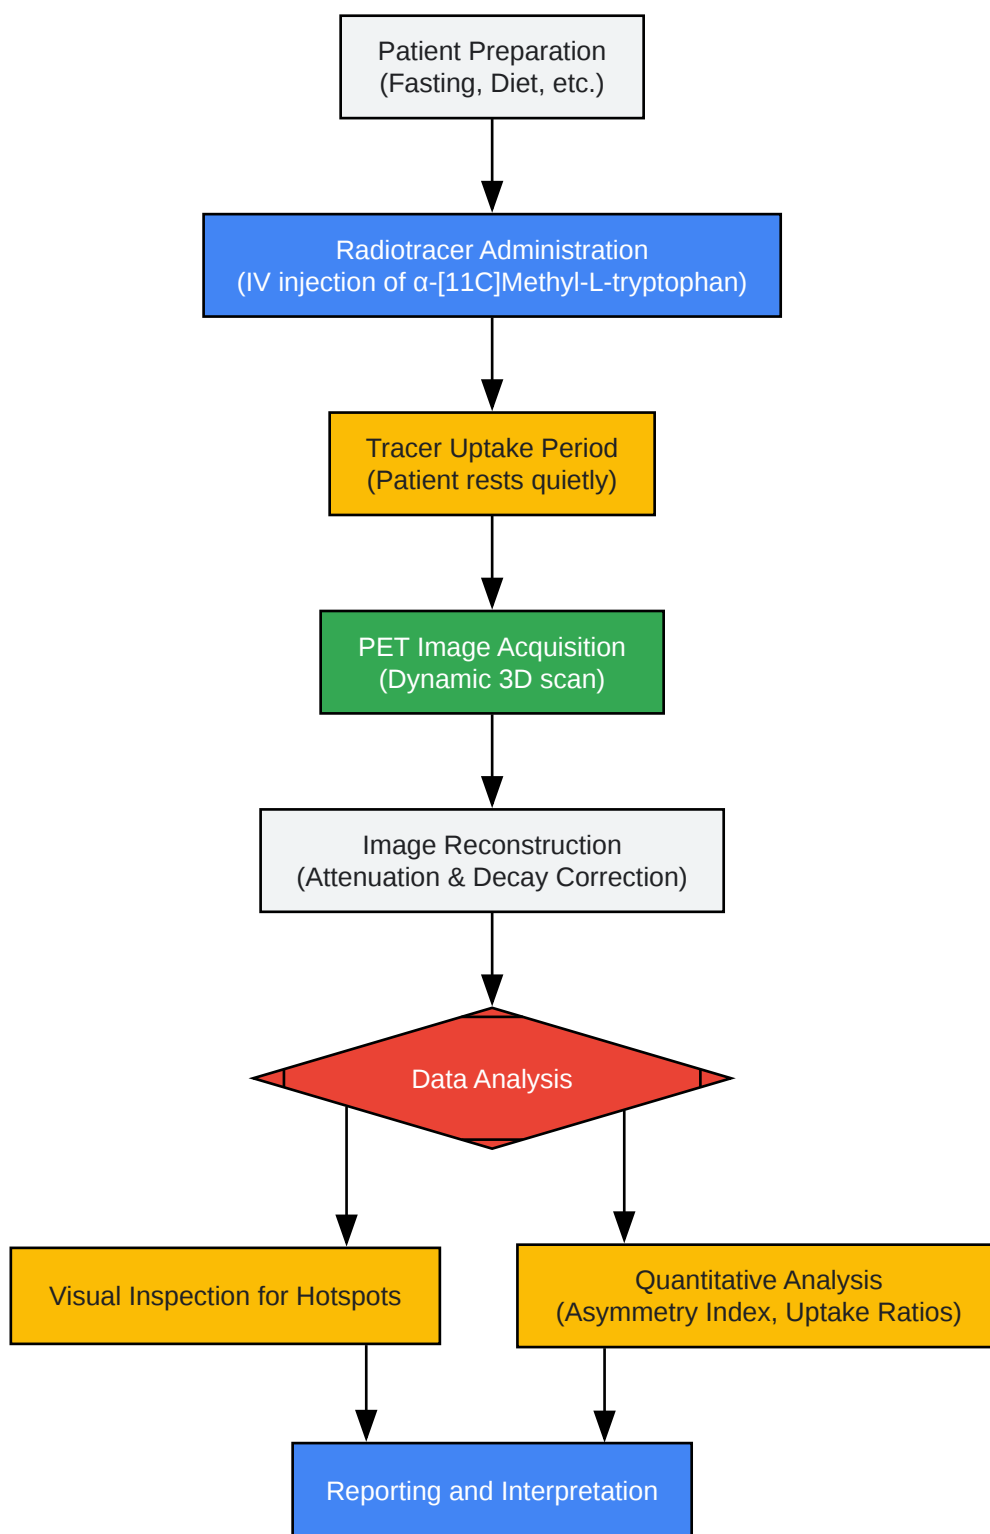 Patient Preparation
(Fasting, Diet, etc.)
Radiotracer Administration
(IV injection of α-[11C]Methyl-L-tryptophan)
Tracer Uptake Period
(Patient rests quietly)
PET Image Acquisition
(Dynamic 3D scan)
Image Reconstruction
(Attenuation & Decay Correction)
Data Analysis
Visual Inspection for Hotspots
Quantitative Analysis
(Asymmetry Index, Uptake Ratios)
Reporting and Interpretation